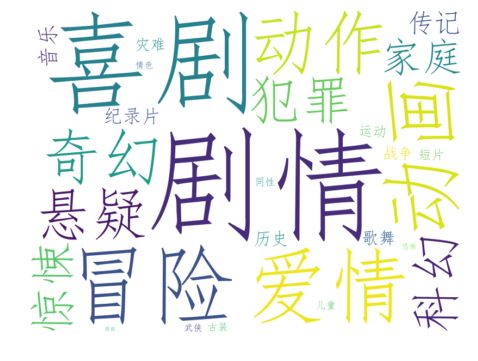 音乐
喜剧
灾难
情色
动作
传记
家庭
纪录片
犯罪
动画
奇幻
剧情
运动
战争
短片
同性
悬疑
历史
歌舞
惊悚
冒险
爱情
科幻
儿童
武侠
古装